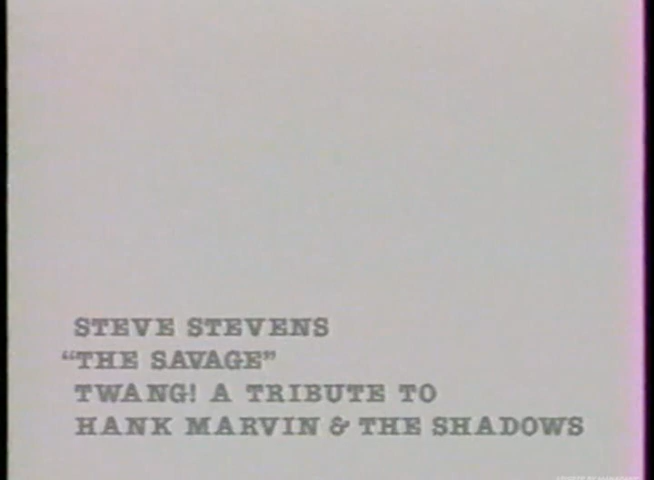 STEVE STEVENS
“THE SAVAGE”
TWANG! A TRIBUTE TO
HANK MARVIN & THE SHADOWS